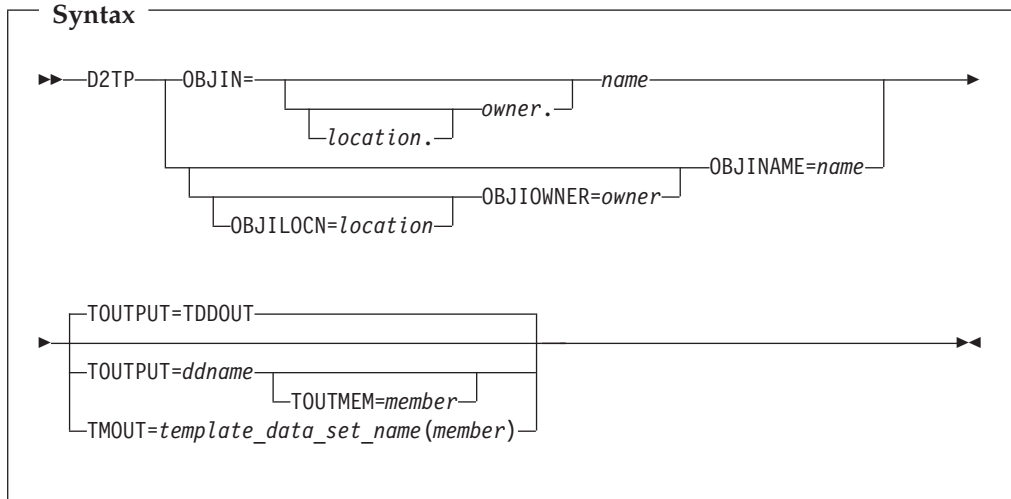 Syntax
D2TP OBJIN= name
owner.
location.
OBJINAME=name
OBJIOWNER=owner
OBJILOCN=location
TOUTPUT=TDDOUT
TOUTPUT=ddname
TOUTMEM=member
TMOUT=template_data_set_name(member)